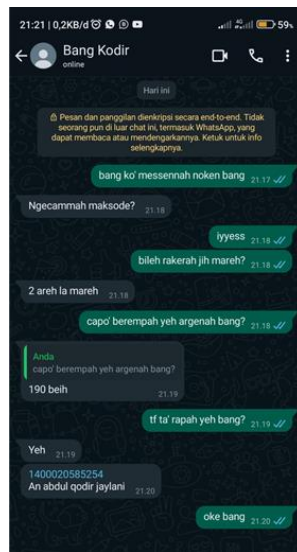 21:21 | 0,2KB/d
4G
59%
Bang Kodir
online
Hari ini
Pesan dan panggilan dienkripsi secara end-to-end. Tidak
seorang pun di luar chat ini, termasuk WhatsApp, yang
dapat membaca atau mendengarkannya. Ketuk untuk info
selengkapnya.
bang ko' messennah noken bang 21.17
Ngecammah maksode? 21.18
iyyess 21.18
bileh rakerah jih mareh? 21.18
2 areh la mareh 21.18
capo' berempah yeh argenah bang? 21.18
Anda
capo' berempah yeh argenah bang?
190 beih
21.19
tf ta' rapah yeh bang? 21.19
Yeh 21.19
1400020585254
An abdul qodir jaylani 21.20
oke bang 21.20